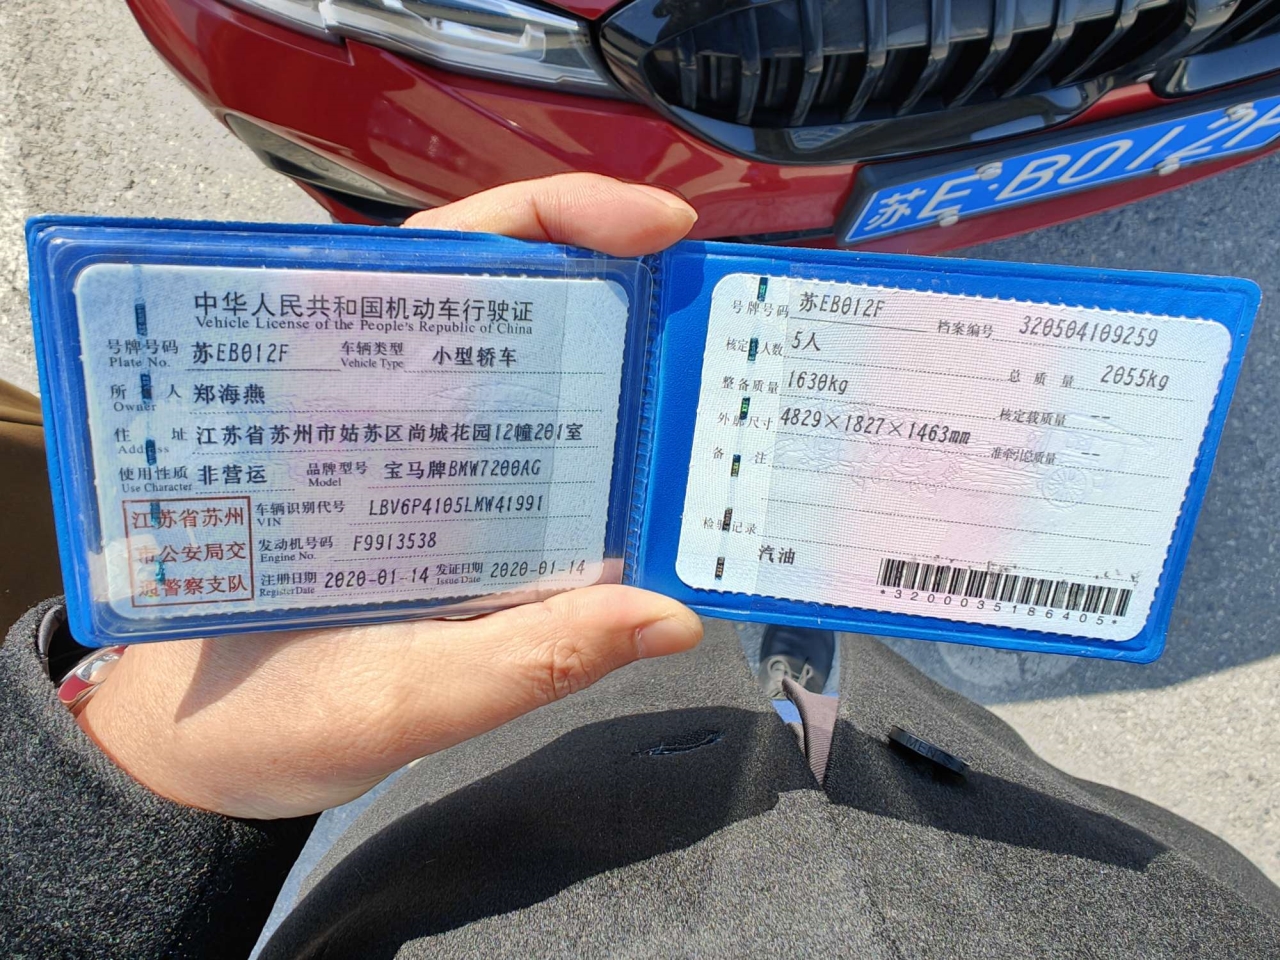 苏E·B012F
中华人民共和国机动车行驶证
Vehicle License of the People's Republic of China
号牌号码 苏EB012F 车辆类型 小型轿车
Plate No. Vehicle Type
所有人 郑海燕
Owner
住址 江苏省苏州市姑苏区尚城花园12幢201室
Address
使用性质 非营运 品牌型号 宝马牌BMW7200AG
Use Character Model
江苏省苏州
市公安局交
通警察支队
车辆识别代号 LBV6P4105LMW41991
VIN
发动机号码 F99I3538
Engine No.
注册日期 2020-01-14 发证日期 2020-01-14
Register Date Issue Date
号牌号码 苏EB012F 档案编号 320504109259
核定载人数 5人 总质量 2055kg
整备质量 1630kg 核定载质量 --
外廓尺寸 4829×1827×1463mm 准牵引总质量 --
备注
检验记录
汽油
*3200035186405*